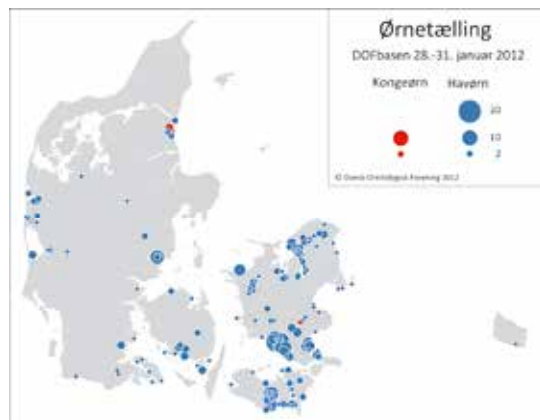 Ørnetælling
DOFbasen 28.-31. januar 2012
Kongeørn Havørn
20
10
2
© Dansk Ornitologisk Forening 2012